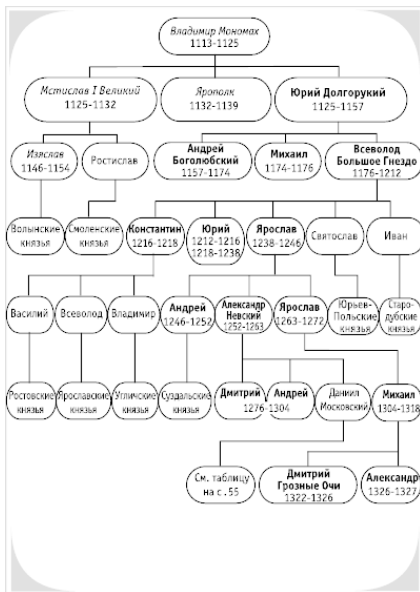 Владимир Мономах
1113-1125
Мстислав I Великий
1125-1132
Ярополк
1132-1139
Юрий Долгорукий
1125-1157
Изяслав
1146-1154
Ростислав
Андрей
Боголюбский
1157-1174
Михаил
1174-1176
Всеволод
Большое Гнездо
1176-1212
Волынские
князья
Смоленские
князья
Константин
1216-1218
Юрий
1212-1216
1218-1238
Ярослав
1238-1246
Святослав
Иван
Василий
Всеволод
Владимир
Андрей
1246-1252
Александр
Невский
1252-1263
Ярослав
1263-1272
Юрьев-
Польские
князья
Старо-
дубские
князья
Ростовские
князья
Ярославские
князья
Угличские
князья
Суздальские
князья
Дмитрий
Андрей
1276-1304
Даниил
Московский
Михаил
1304-1318
См. таблицу
на с.55
Дмитрий
Грозные Очи
1322-1326
Александр
1326-1327